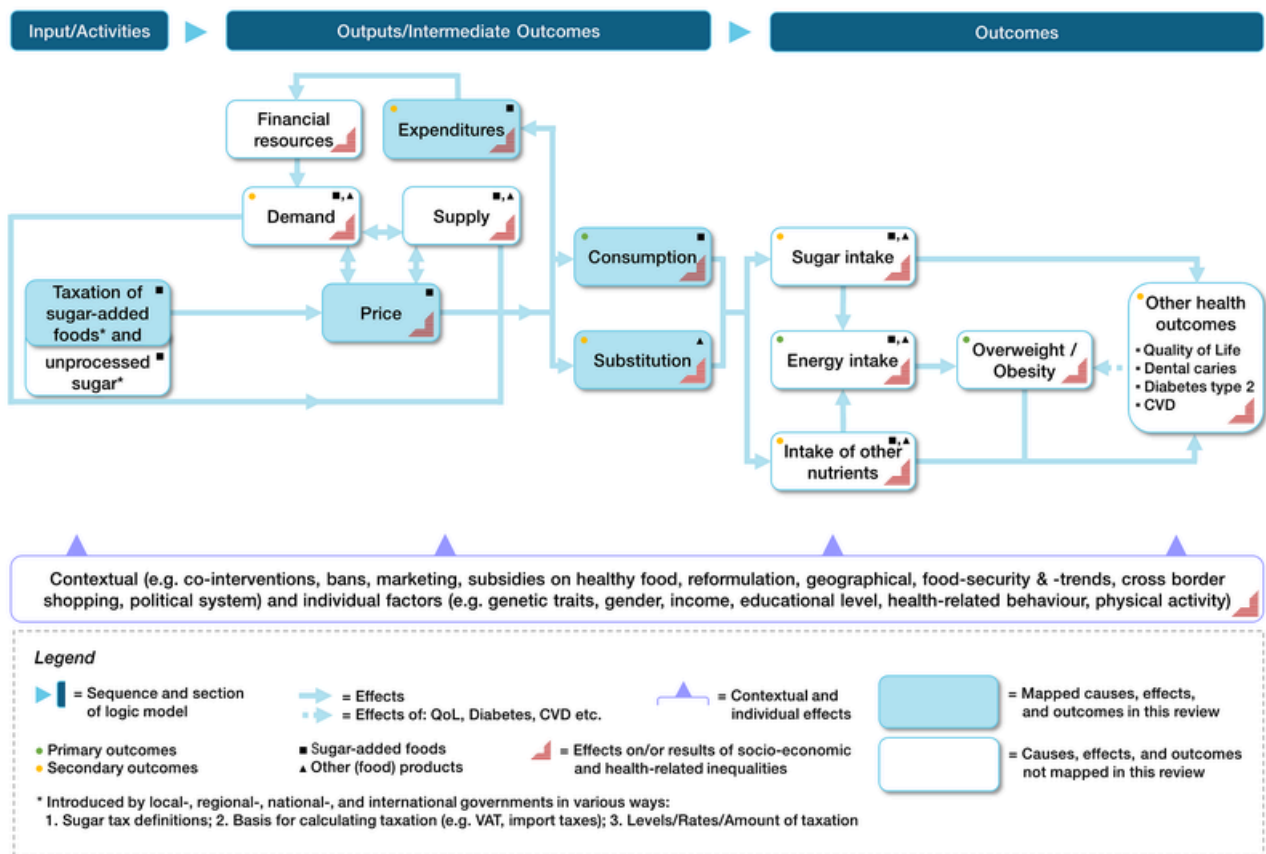 Input/Activities
Outputs/Intermediate Outcomes
Outcomes
Financial
resources
Expenditures
Demand
Supply
Taxation of
sugar-added
foods* and
unprocessed
sugar*
Price
Consumption
Substitution
Sugar intake
Energy intake
Intake of other
nutrients
Overweight /
Obesity
Other health
outcomes
▪ Quality of Life
▪ Dental caries
▪ Diabetes type 2
▪ CVD
Contextual (e.g. co-interventions, bans, marketing, subsidies on healthy food, reformulation, geographical, food-security & -trends, cross border
shopping, political system) and individual factors (e.g. genetic traits, gender, income, educational level, health-related behaviour, physical activity)
Legend
= Sequence and section
of logic model
= Effects
= Effects of: QoL, Diabetes, CVD etc.
= Contextual and
individual effects
= Mapped causes, effects,
and outcomes in this review
Primary outcomes
Secondary outcomes
Sugar-added foods
Other (food) products
= Effects on/or results of socio-economic
and health-related inequalities
= Causes, effects, and outcomes
not mapped in this review
* Introduced by local-, regional-, national-, and international governments in various ways:
1. Sugar tax definitions; 2. Basis for calculating taxation (e.g. VAT, import taxes); 3. Levels/Rates/Amount of taxation